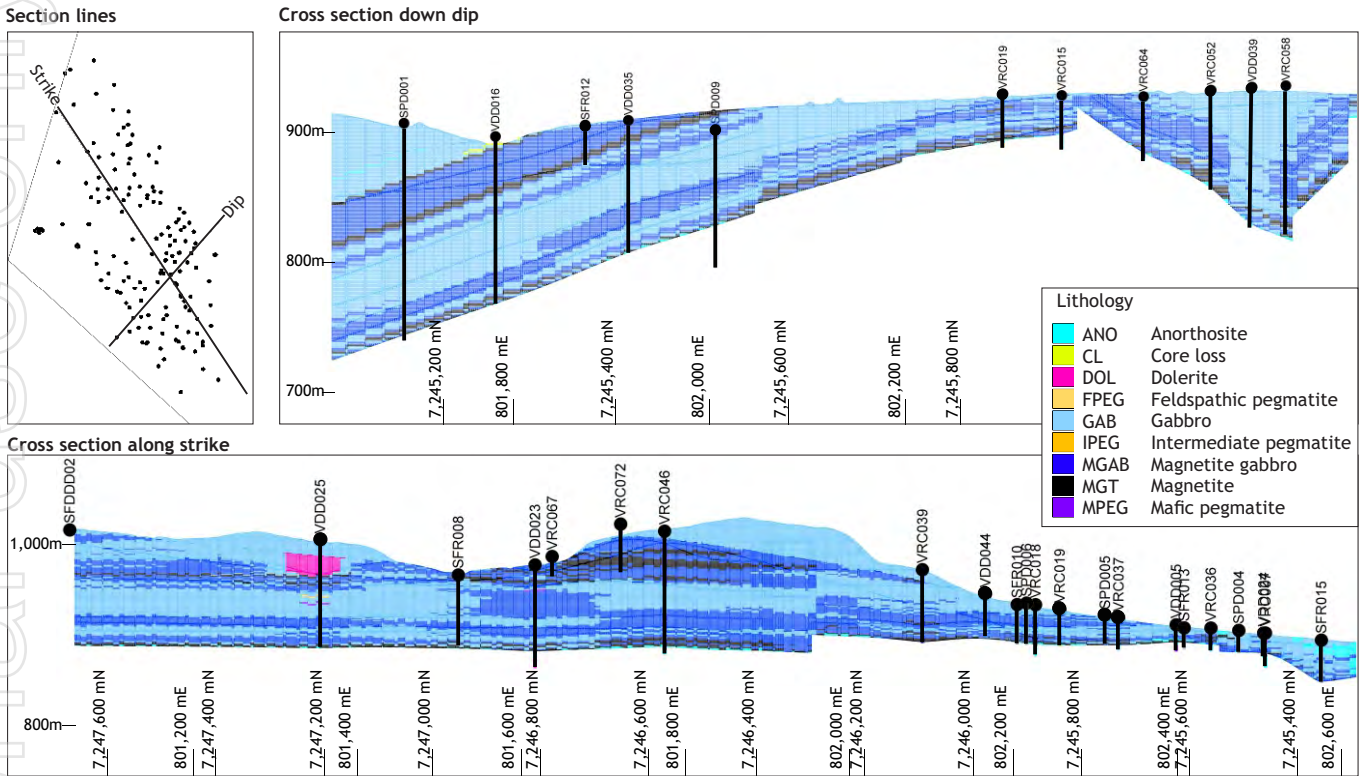 Section lines
Strike
Dip
Cross section down dip
SPD001
VDD016
SFR012
VDD035
SPD009
VRC019
VRC015
VRC064
VRC052
VDD039
VRC058
900m
800m
700m
7,245,200 mN
801,800 mE
7,245,400 mN
802,000 mE
7,245,600 mN
802,200 mE
7,245,800 mN
Lithology
ANO Anorthosite
CL Core loss
DOL Dolerite
FPEG Feldspathic pegmatite
GAB Gabbro
IPEG Intermediate pegmatite
MGAB Magnetite gabbro
MGT Magnetite
MPEG Mafic pegmatite
Cross section along strike
SFDDD02
VDD025
SFR008
VDD023
VRC067
VRC072
VRC046
VRC039
VDD044
SFR010
SPD006
VRC018
VRC019
SPD005
VRC037
VDD005
SFR013
VRC036
SPD004
SFR015
1,000m
800m
7,247,600 mN
801,200 mE
7,247,400 mN
7,247,200 mN
801,400 mE
7,247,000 mN
801,600 mE
7,246,800 mN
7,246,600 mN
801,800 mE
7,246,400 mN
802,000 mE
7,246,200 mN
7,246,000 mN
802,200 mE
7,245,800 mN
802,400 mE
7,245,600 mN
7,245,400 mN
802,600 mE